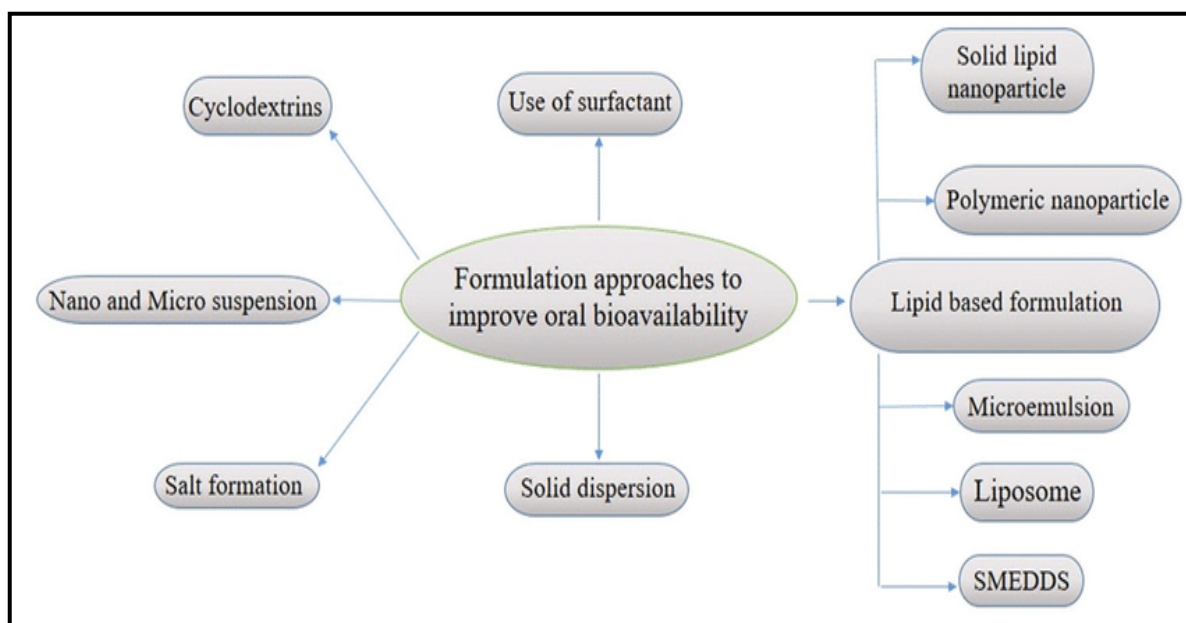 Cyclodextrins
Use of surfactant
Solid lipid
nanoparticle
Polymeric nanoparticle
Nano and Micro suspension
Formulation approaches to
improve oral bioavailability
Lipid based formulation
Microemulsion
Salt formation
Solid dispersion
Liposome
SMEDDS